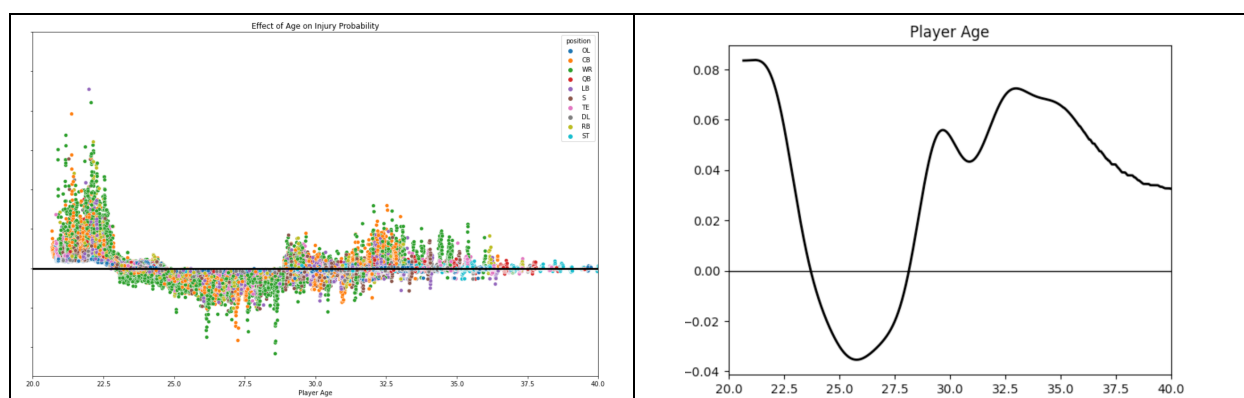 Effect of Age on Injury Probability
position
OL
CB
WR
QB
LB
S
TE
DL
RB
ST
20.0 22.5 25.0 27.5 30.0 32.5 35.0 37.5 40.0
Player Age
Player Age
0.08
0.06
0.04
0.02
0.00
−0.02
−0.04
20.0 22.5 25.0 27.5 30.0 32.5 35.0 37.5 40.0